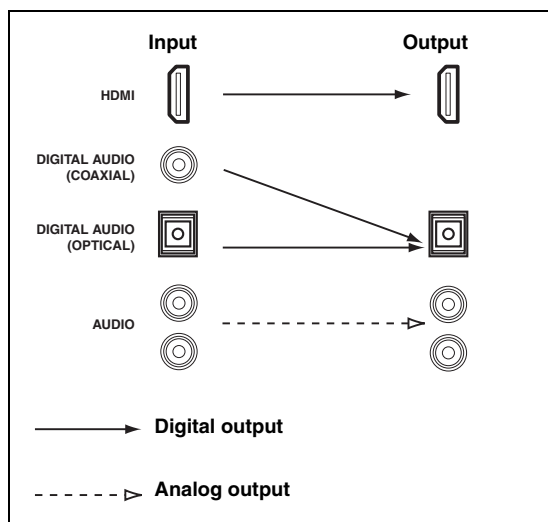 Input Output
HDMI
DIGITAL AUDIO
(COAXIAL)
DIGITAL AUDIO
(OPTICAL)
AUDIO
Digital output
Analog output